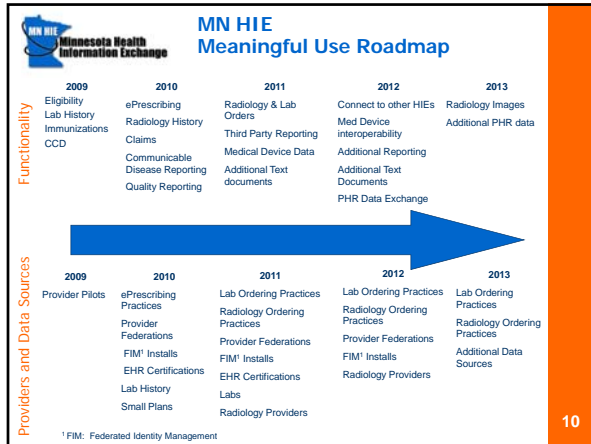 MN HIE
Minnesota Health
Information Exchange
MN HIE
Meaningful Use Roadmap
Functionality
2009
Eligibility
Lab History
Immunizations
CCD
2010
ePrescribing
Radiology History
Claims
Communicable
Disease Reporting
Quality Reporting
2011
Radiology & Lab
Orders
Third Party Reporting
Medical Device Data
Additional Text
documents
2012
Connect to other HIEs
Med Device
interoperability
Additional Reporting
Additional Text
Documents
PHR Data Exchange
2013
Radiology Images
Additional PHR data
Providers and Data Sources
2009
Provider Pilots
2010
ePrescribing
Practices
Provider
Federations
FIM¹ Installs
EHR Certifications
Lab History
Small Plans
2011
Lab Ordering Practices
Radiology Ordering
Practices
Provider Federations
FIM¹ Installs
EHR Certifications
Labs
Radiology Providers
2012
Lab Ordering Practices
Radiology Ordering
Practices
Provider Federations
FIM¹ Installs
Radiology Providers
2013
Lab Ordering
Practices
Radiology Ordering
Practices
Additional Data
Sources
¹ FIM: Federated Identity Management
10